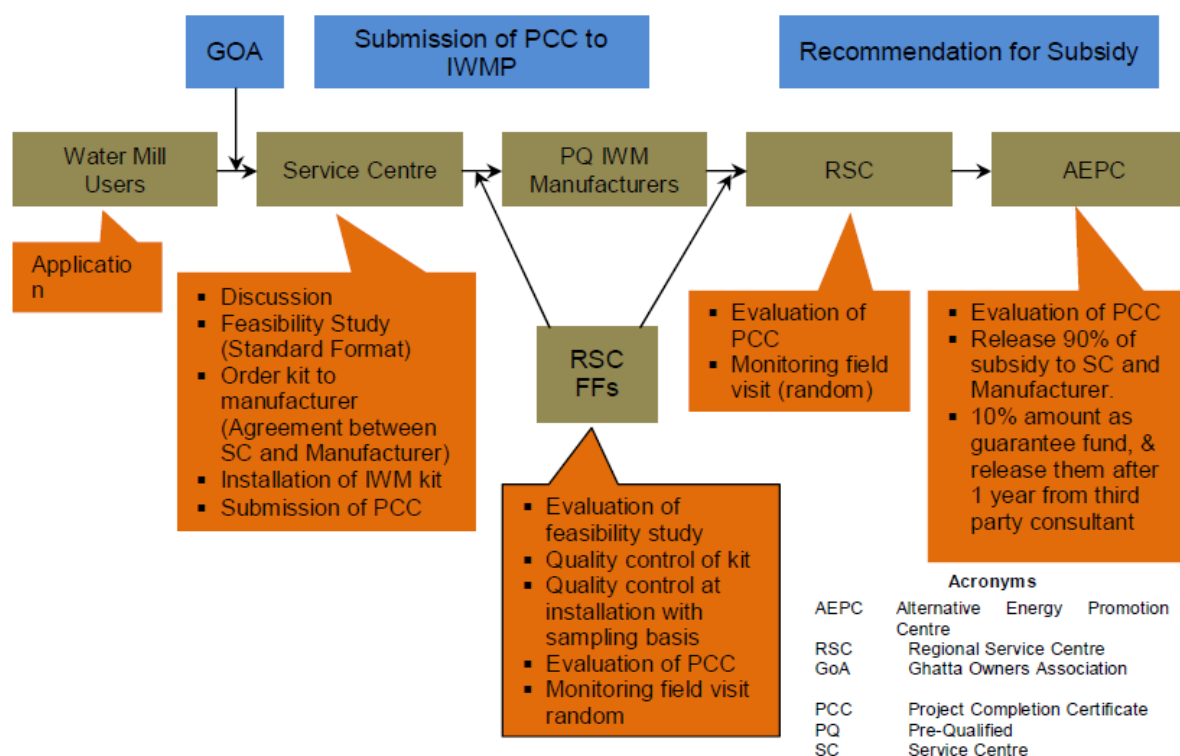 GOA
Submission of PCC to
IWMP
Recommendation for Subsidy
Water Mill
Users
Service Centre
PQ IWM
Manufacturers
RSC
AEPC
Applicatio
n
▪ Discussion
▪ Feasibility Study
(Standard Format)
▪ Order kit to
manufacturer
(Agreement between
SC and Manufacturer)
▪ Installation of IWM kit
▪ Submission of PCC
RSC
FFs
▪ Evaluation of
feasibility study
▪ Quality control of kit
▪ Quality control at
installation with
sampling basis
▪ Evaluation of PCC
▪ Monitoring field visit
random
▪ Evaluation of
PCC
▪ Monitoring field
visit (random)
▪ Evaluation of PCC
▪ Release 90% of
subsidy to SC and
Manufacturer.
▪ 10% amount as
guarantee fund, &
release them after
1 year from third
party consultant
Acronyms
AEPC Alternative Energy Promotion
Centre
RSC Regional Service Centre
GoA Ghatta Owners Association
PCC Project Completion Certificate
PQ Pre-Qualified
SC Service Centre